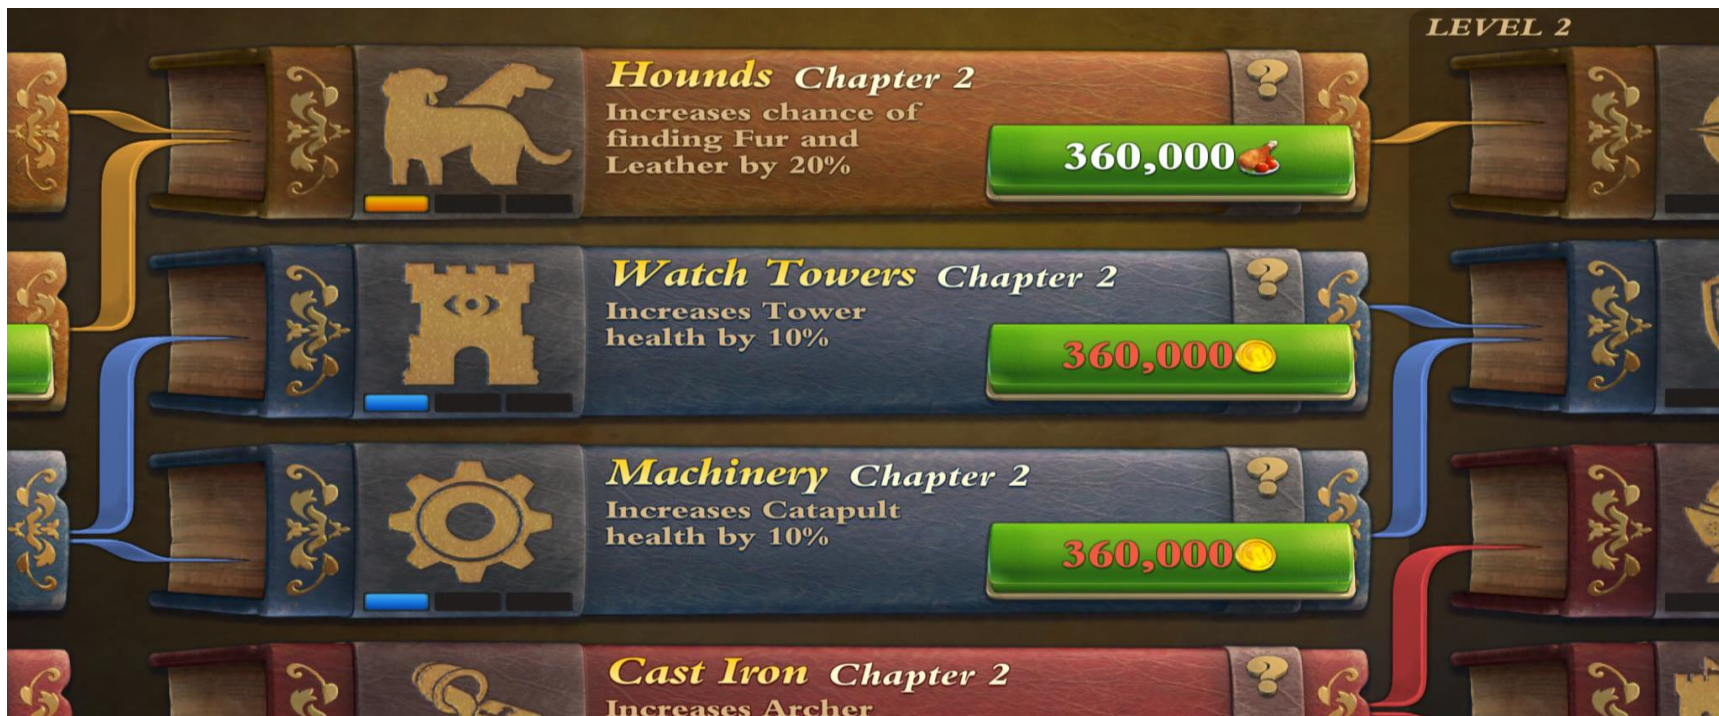 LEVEL 2
Hounds Chapter 2
Increases chance of
finding Fur and
Leather by 20%
?
360,000
Watch Towers Chapter 2
Increases Tower
health by 10%
?
360,000
Machinery Chapter 2
Increases Catapult
health by 10%
?
360,000
Cast Iron Chapter 2
Increases Archer
?